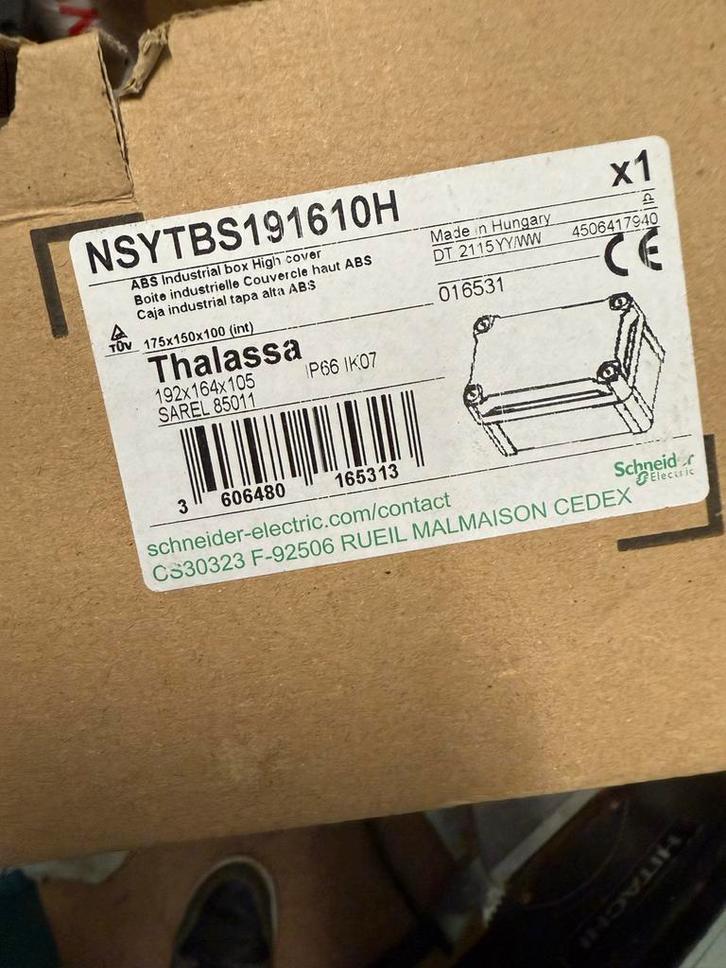 NSYTBS191610H
x1
ABS Industrial box High cover
Boite industrielle Couvercle haut ABS
Caja industrial tapa alta ABS
Made in Hungary
DT 2115YY/WW
4506417940
CE
016531
TÜV
175x150x100 (int)
Thalassa
192x164x105
IP66 IK07
SAREL 85011
3 606480 165313
Schneider
Electric
schneider-electric.com/contact
CS30323 F-92506 RUEIL MALMAISON CEDEX
HITACHI